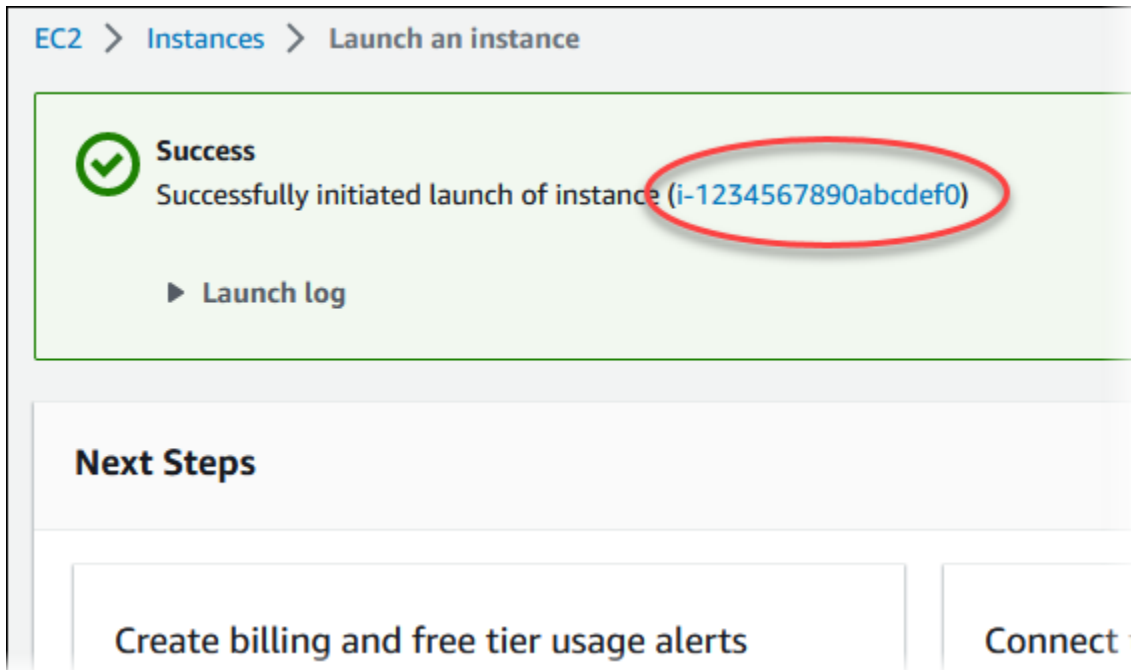 EC2 > Instances > Launch an instance
Success
Successfully initiated launch of instance (i-1234567890abcdef0)
Launch log
Next Steps
Create billing and free tier usage alerts
Connect